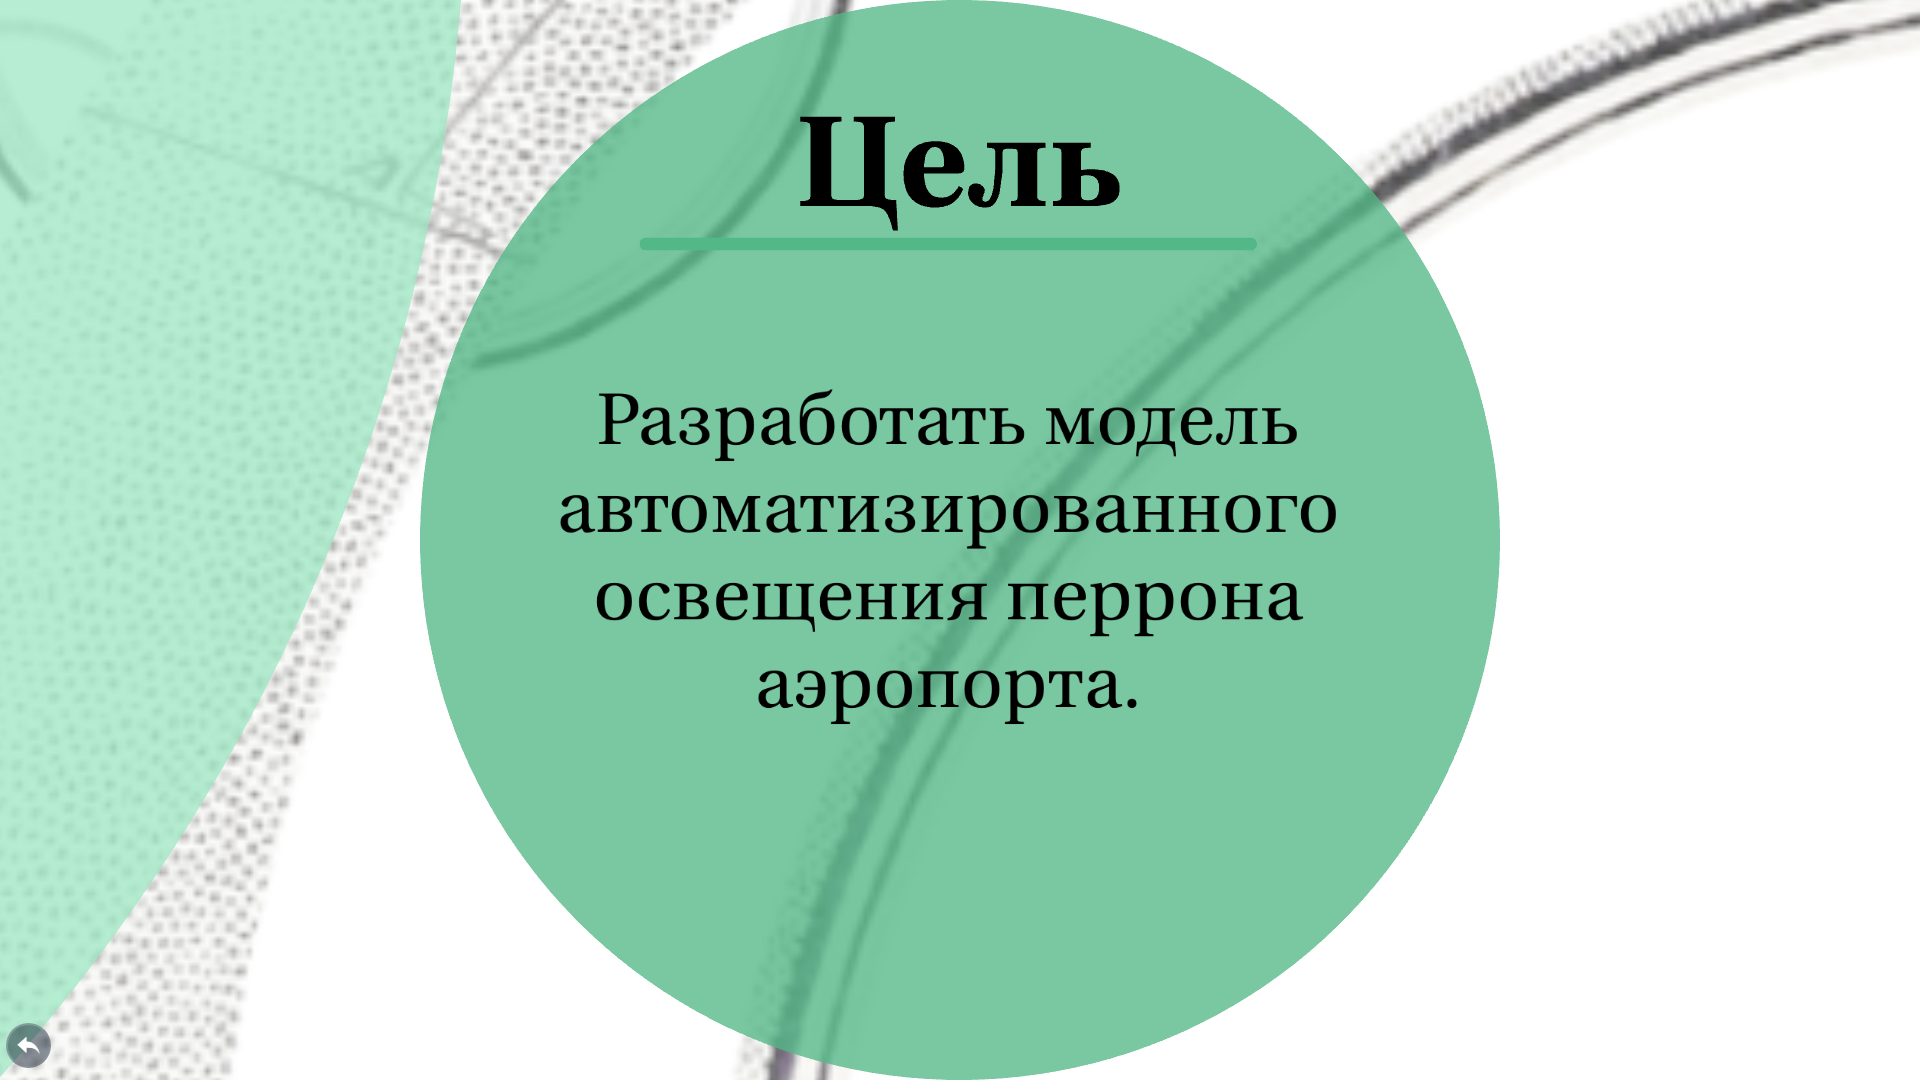 Цель
Разработать модель
автоматизированного
освещения перрона
аэропорта.